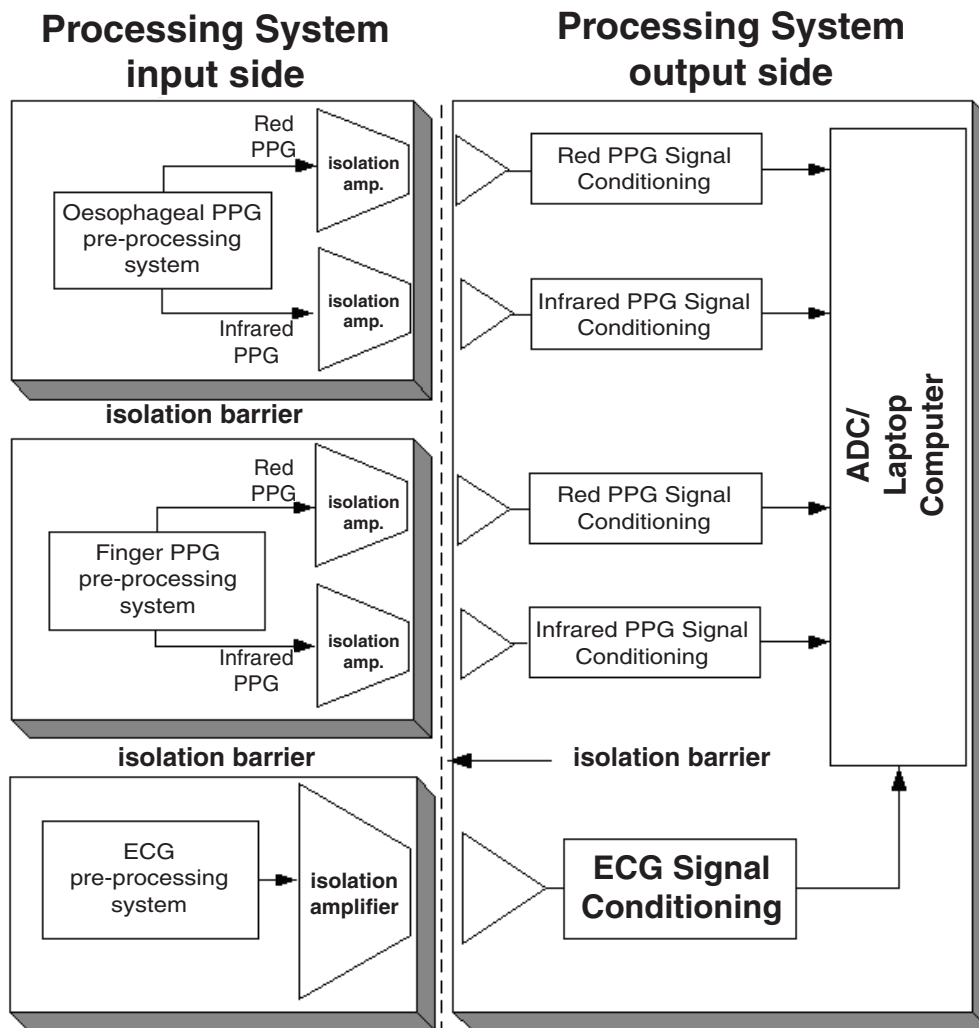 Processing System
input side
Processing System
output side
Red
PPG
isolation
amp.
Oesophageal PPG
pre-processing
system
isolation
amp.
Infrared
PPG
isolation barrier
Red
PPG
isolation
amp.
Finger PPG
pre-processing
system
isolation
amp.
Infrared
PPG
isolation barrier
ECG
pre-processing
system
isolation
amplifier
Red PPG Signal
Conditioning
Infrared PPG Signal
Conditioning
Red PPG Signal
Conditioning
Infrared PPG Signal
Conditioning
isolation barrier
ECG Signal
Conditioning
ADC/
Laptop
Computer